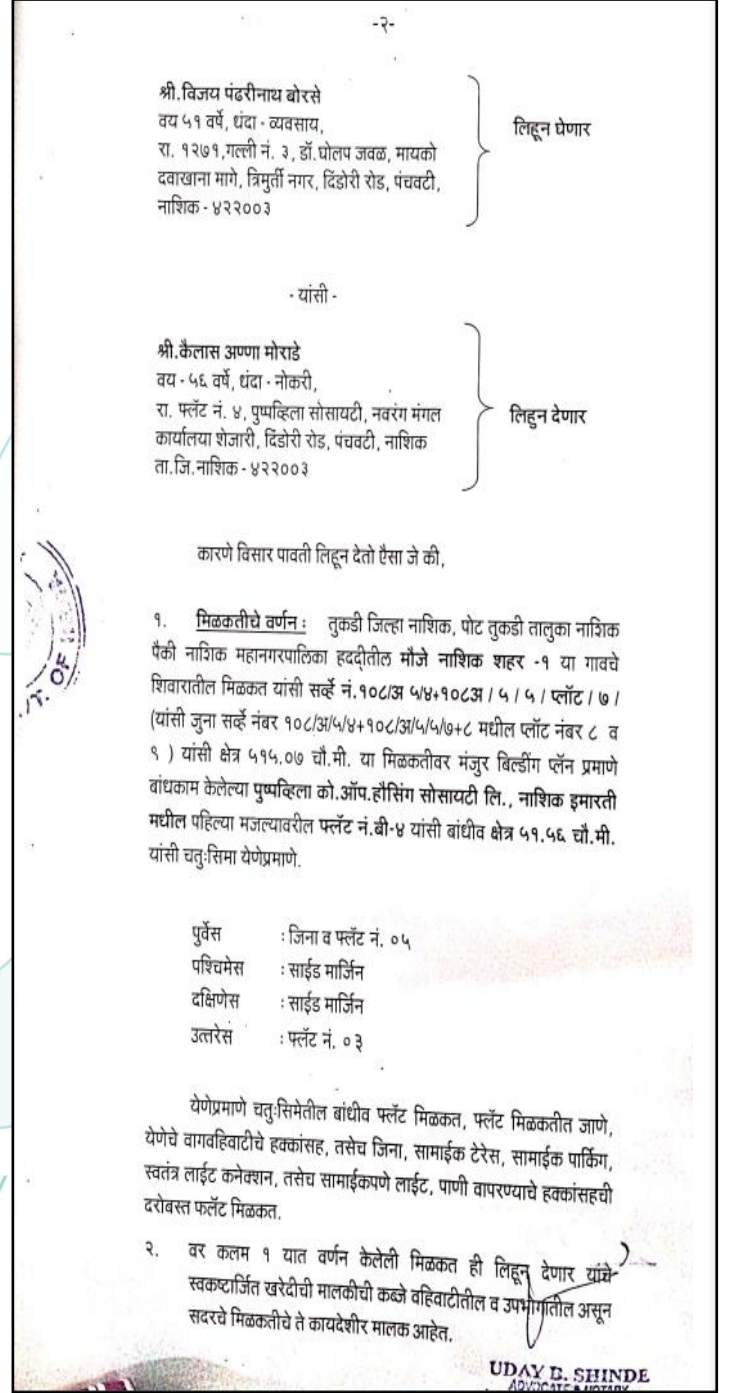 -२-
श्री.विजय पंढरीनाथ बोरसे
वय ५१ वर्षे, धंदा - व्यवसाय,
रा. १२७१,गल्ली नं. ३, डॉ.घोलप जवळ, मायको
दवाखाना मागे, त्रिमुर्ती नगर, दिंडोरी रोड, पंचवटी,
नाशिक - ४२२००३
लिहून घेणार
- यांसी -
श्री.कैलास अण्णा मोराडे
वय - ५६ वर्षे, धंदा - नोकरी,
रा. फ्लॅट नं. ४, पुष्पव्हिला सोसायटी, नवरंग मंगल
कार्यालया शेजारी, दिंडोरी रोड, पंचवटी, नाशिक
ता.जि.नाशिक - ४२२००३
लिहुन देणार
कारणे विसार पावती लिहून देतो ऐसा जे की,
१. मिळकतीचे वर्णन : तुकडी जिल्हा नाशिक, पोट तुकडी तालुका नाशिक
पैकी नाशिक महानगरपालिका हददीतील मौजे नाशिक शहर -१ या गावचे
शिवारातील मिळकत यांसी सर्व्हे नं.१०८/अ ५/४+१०८अ / ५ / ५ / प्लॉट / ७ /
(यांसी जुना सर्व्हे नंबर १०८/अ/५/४+१०८/अ/५/५/७+८ मधील प्लॉट नंबर ८ व
९ ) यांसी क्षेत्र ५१५.०७ चौ.मी. या मिळकतीवर मंजुर बिल्डींग प्लॅन प्रमाणे
बांधकाम केलेल्या पुष्पव्हिला को.ऑप.हौसिंग सोसायटी लि., नाशिक इमारती
मधील पहिल्या मजल्यावरील फ्लॅट नं.बी-४ यांसी बांधीव क्षेत्र ५१.५६ चौ.मी.
यांसी चतुःसिमा येणेप्रमाणे.
पुर्वेस : जिना व फ्लॅट नं. ०५
पश्चिमेस : साईड मार्जिन
दक्षिणेस : साईड मार्जिन
उत्तरेस : फ्लॅट नं. ०३
येणेप्रमाणे चतुःसिमेतील बांधीव फ्लॅट मिळकत, फ्लॅट मिळकतीत जाणे,
येणेचे वागवहिवाटीचे हक्कांसह, तसेच जिना, सामाईक टेरेस, सामाईक पार्किंग,
स्वतंत्र लाईट कनेक्शन, तसेच सामाईकपणे लाईट, पाणी वापरण्याचे हक्कांसहची
दरोबस्त फलॅट मिळकत.
२. वर कलम १ यात वर्णन केलेली मिळकत ही लिहून देणार यांचे
स्वकष्टार्जित खरेदीची मालकीची कब्जे वहिवाटीतील व उपभोगातील असून
सदरचे मिळकतीचे ते कायदेशीर मालक आहेत.
T. OF
UDAY B. SHINDE
ADVOCATE & NOTARY